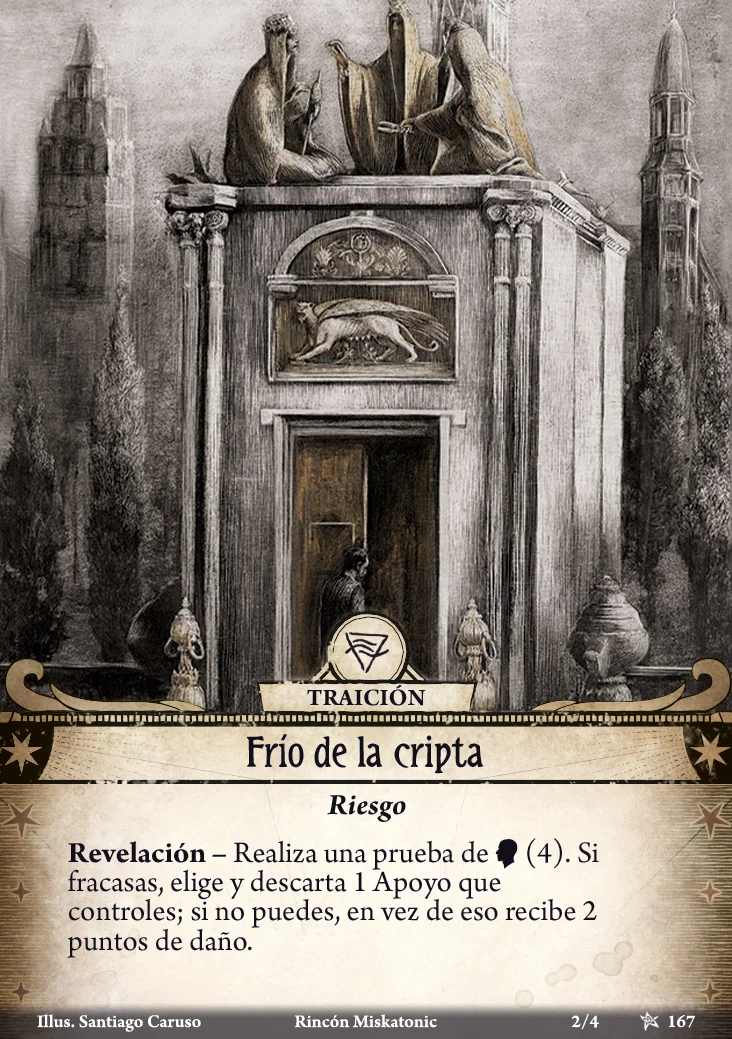 TRAICIÓN
Frío de la cripta
Riesgo
Revelación – Realiza una prueba de (4). Si
fracasas, elige y descarta 1 Apoyo que
controles; si no puedes, en vez de eso recibe 2
puntos de daño.
Illus. Santiago Caruso Rincón Miskatonic 2/4 167